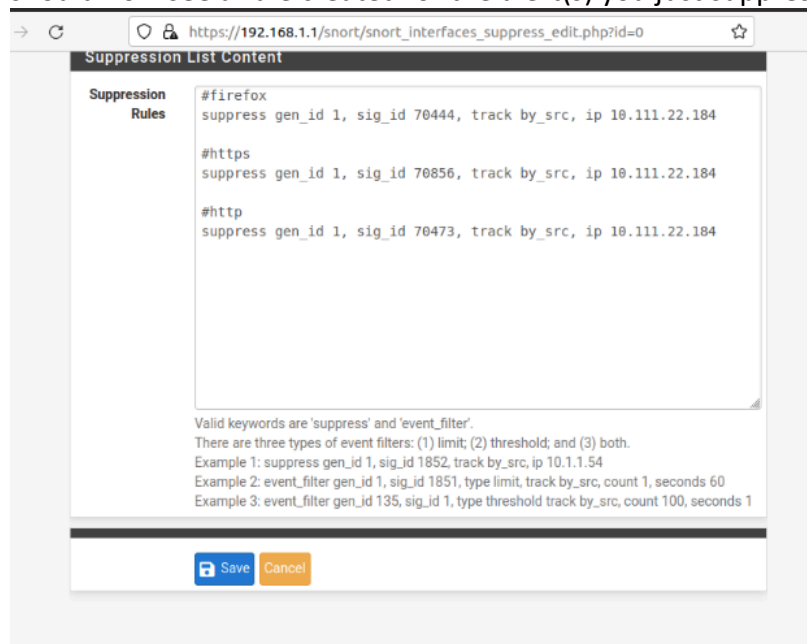 https://192.168.1.1/snort/snort_interfaces_suppress_edit.php?id=0
Suppression List Content
Suppression
Rules
#firefox
suppress gen_id 1, sig_id 70444, track by_src, ip 10.111.22.184
#https
suppress gen_id 1, sig_id 70856, track by_src, ip 10.111.22.184
#http
suppress gen_id 1, sig_id 70473, track by_src, ip 10.111.22.184
Valid keywords are 'suppress' and 'event_filter'.
There are three types of event filters: (1) limit; (2) threshold; and (3) both.
Example 1: suppress gen_id 1, sig_id 1852, track by_src, ip 10.1.1.54
Example 2: event_filter gen_id 1, sig_id 1851, type limit, track by_src, count 1, seconds 60
Example 3: event_filter gen_id 135, sig_id 1, type threshold track by_src, count 100, seconds 1
Save
Cancel